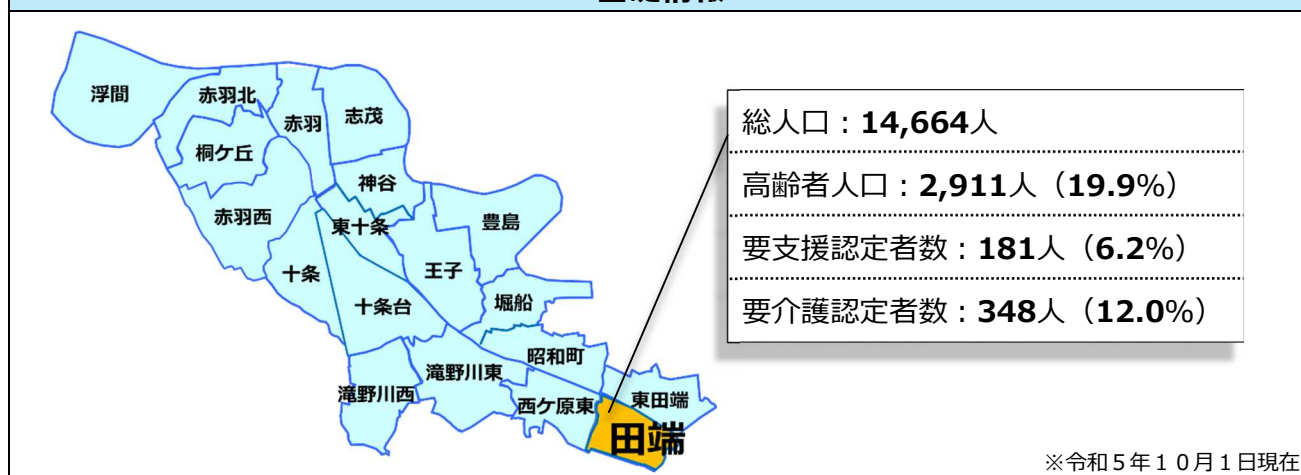 浮間
赤羽北
赤羽
志茂
桐ケ丘
神谷
赤羽西
東十条
豊島
十条
王子
十条台
堀船
昭和町
滝野川東
滝野川西
西ケ原東
東田端
田端
総人口：14,664人
高齢者人口：2,911人（19.9%）
要支援認定者数：181人（6.2%）
要介護認定者数：348人（12.0%）
※令和５年１０月１日現在